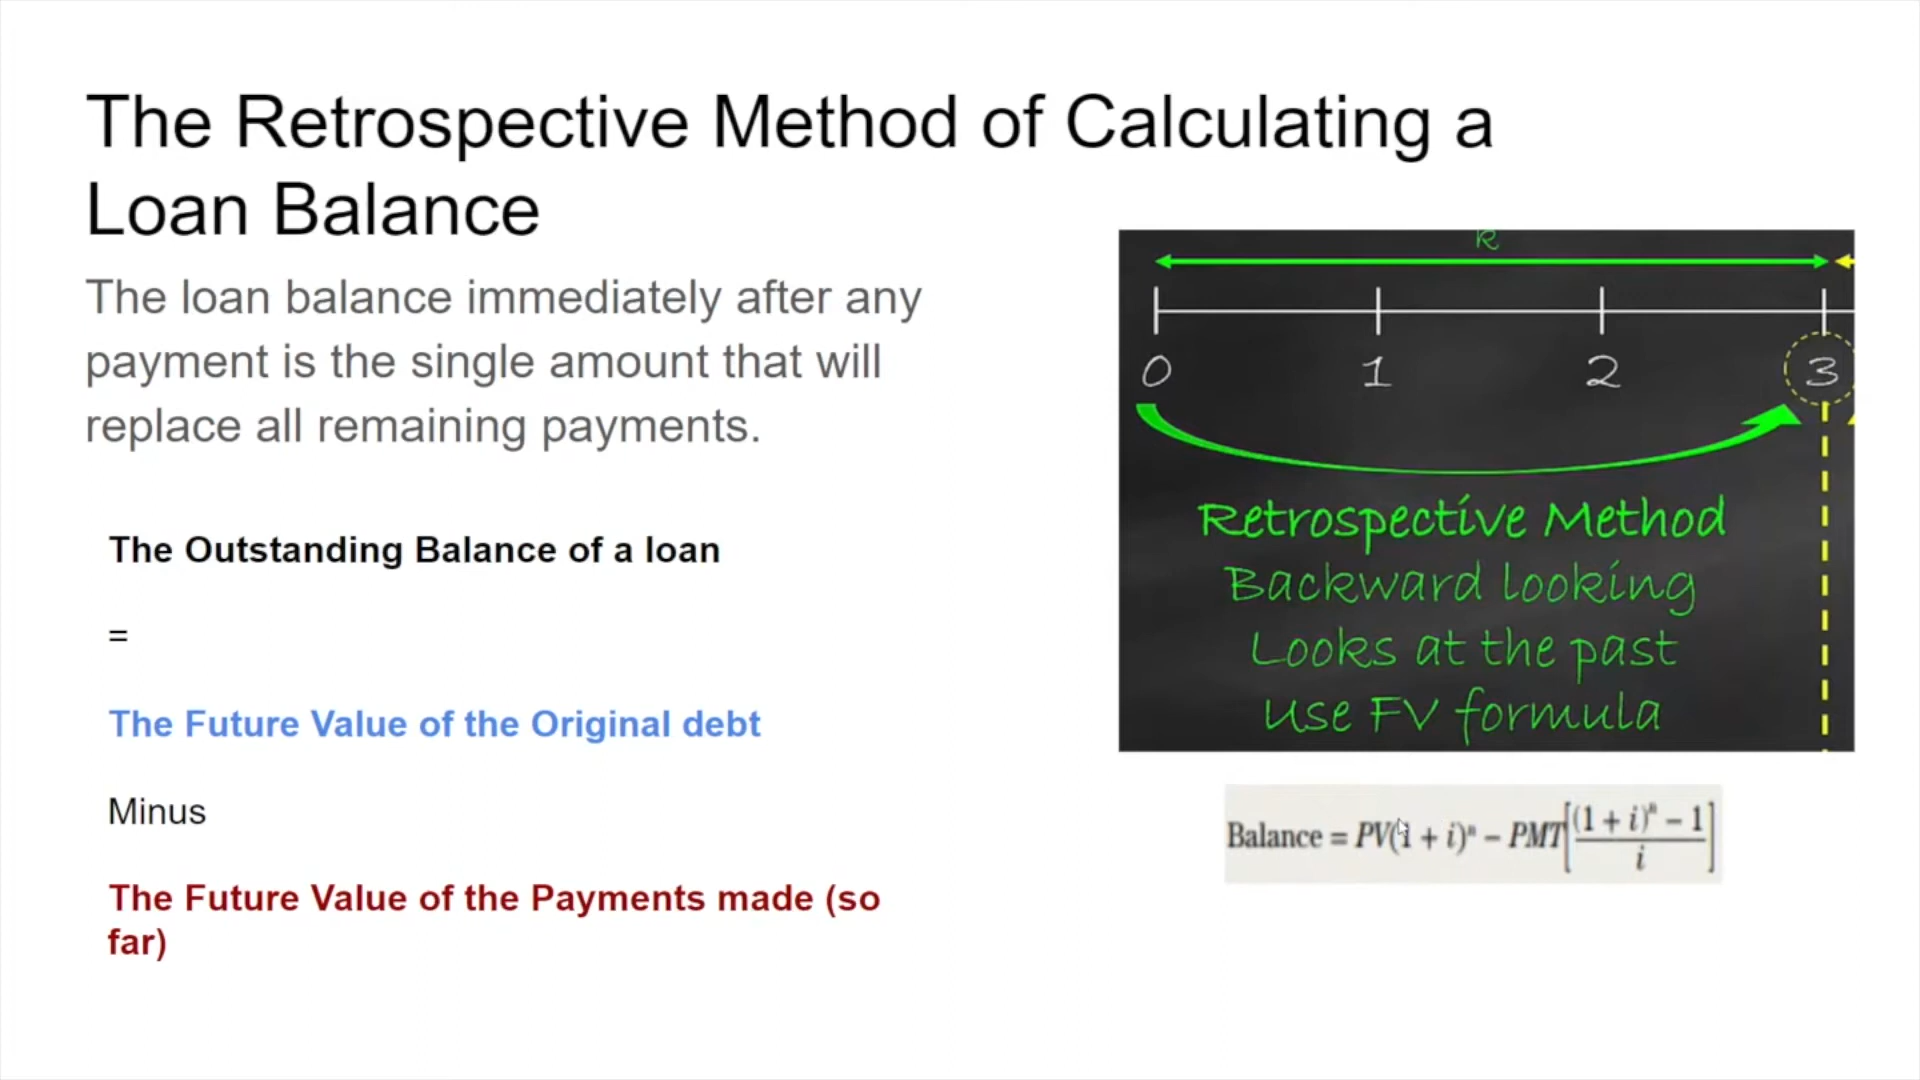 The Retrospective Method of Calculating a
Loan Balance
The loan balance immediately after any
payment is the single amount that will
replace all remaining payments.
The Outstanding Balance of a loan
=
The Future Value of the Original debt
Minus
The Future Value of the Payments made (so
far)
k
0 1 2 3
Retrospective Method
Backward looking
Looks at the past
Use FV formula
Balance = PV(1 + i)ⁿ − PMT[((1 + i)ⁿ − 1)/i]